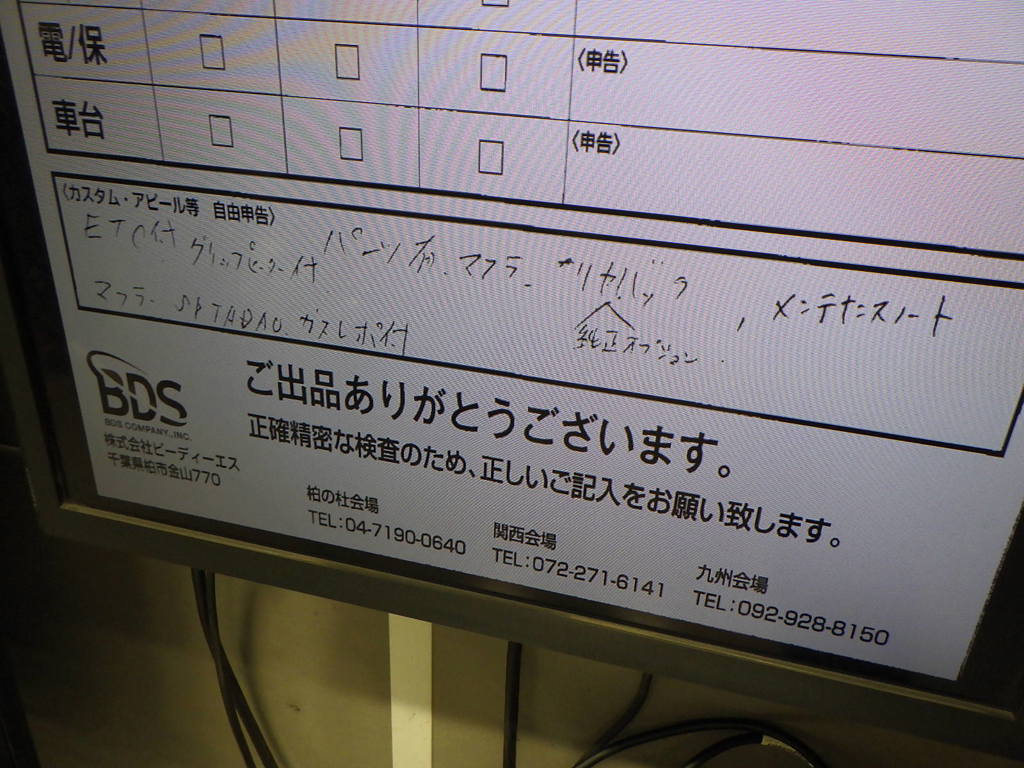 電/保 □ □ □ 〈申告〉
車台 □ □ □ 〈申告〉
〈カスタム・アピール等 自由申告〉
ETC付 グリップヒーター付 パーツ有、マフラー リヤバッグ , メンテナンスノート
純正オプション
マフラー SP TADAO. ガスレポ付
BDS
BDS COMPANY., INC.
株式会社ビーディーエス
千葉県柏市金山770
ご出品ありがとうございます。
正確精密な検査のため、正しいご記入をお願い致します。
柏の杜会場
TEL:04-7190-0640
関西会場
TEL:072-271-6141
九州会場
TEL:092-928-8150